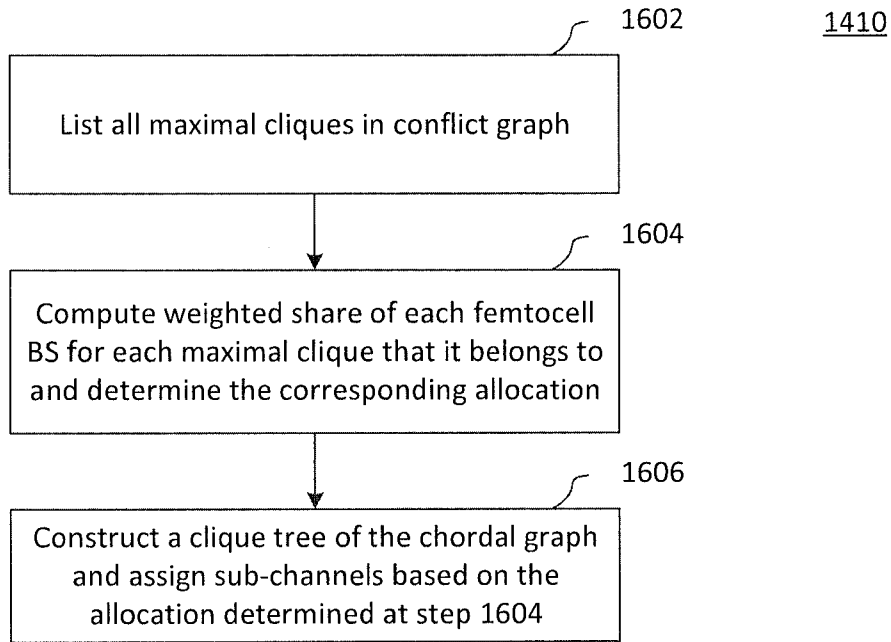 1602
1410
List all maximal cliques in conflict graph
1604
Compute weighted share of each femtocell
BS for each maximal clique that it belongs to
and determine the corresponding allocation
1606
Construct a clique tree of the chordal graph
and assign sub-channels based on the
allocation determined at step 1604